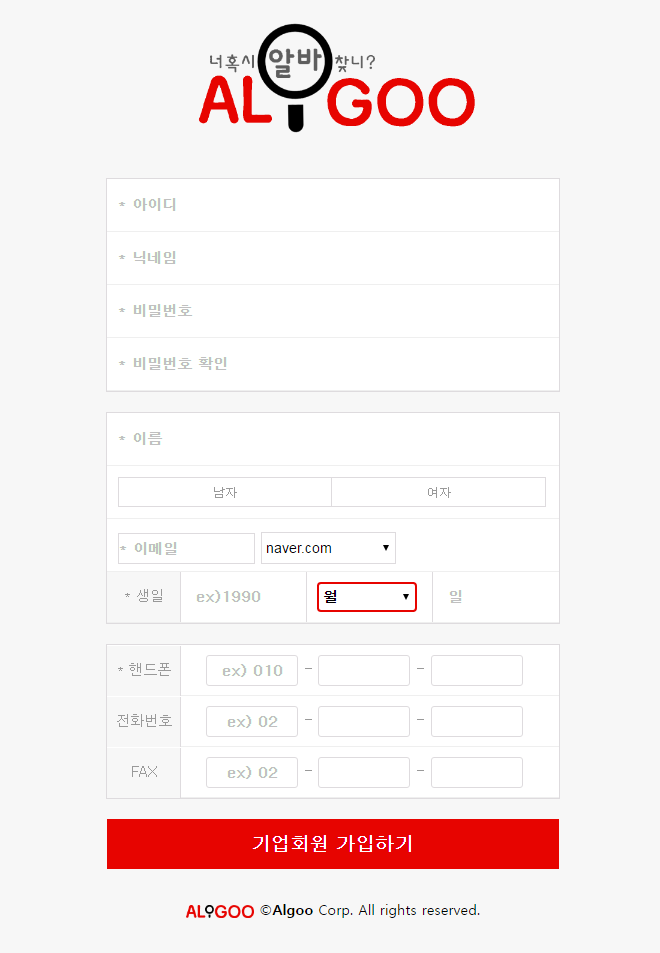 너혹시 알바 찾니?
ALGOO
* 아이디
* 닉네임
* 비밀번호
* 비밀번호 확인
* 이름
남자 여자
* 이메일 naver.com
* 생일 ex)1990 월 일
* 핸드폰 ex) 010 - -
전화번호 ex) 02 - -
FAX ex) 02 - -
기업회원 가입하기
ALGOO ©Algoo Corp. All rights reserved.